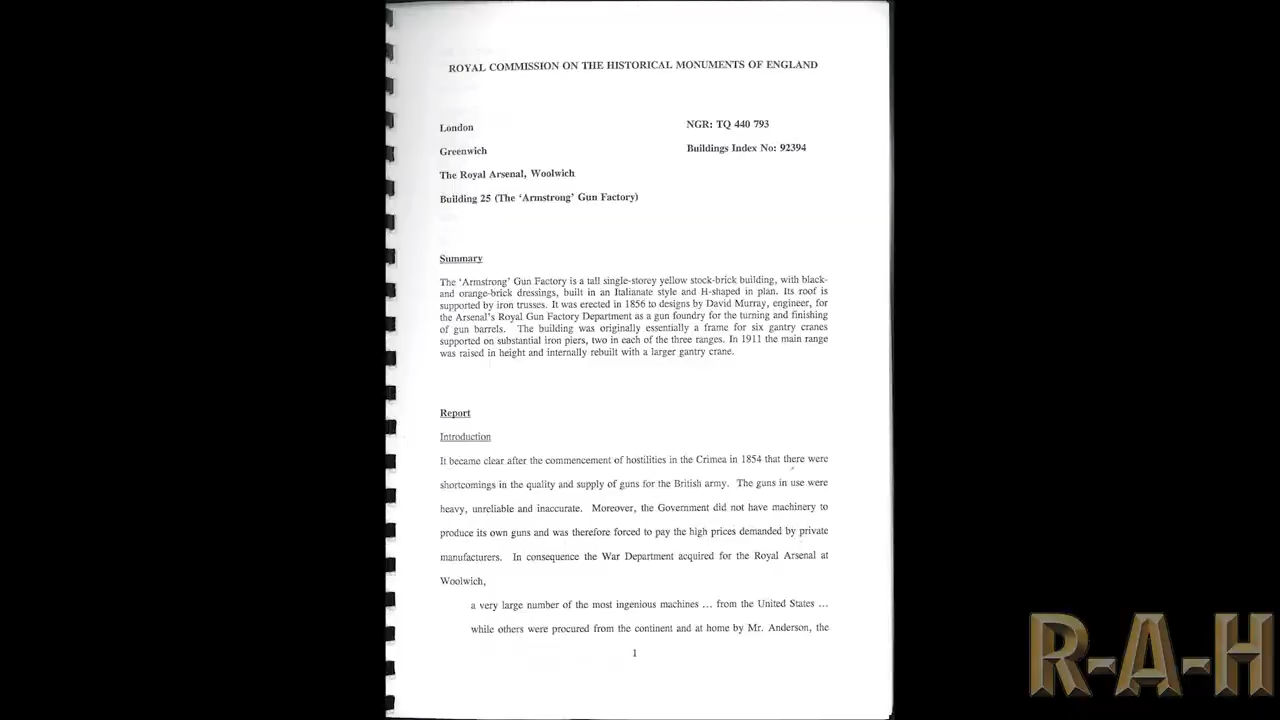 ROYAL COMMISSION ON THE HISTORICAL MONUMENTS OF ENGLAND
London
NGR: TQ 440 793
Greenwich
Buildings Index No: 92394
The Royal Arsenal, Woolwich
Building 25 (The ‘Armstrong’ Gun Factory)
Summary
The ‘Armstrong’ Gun Factory is a tall single-storey yellow stock-brick building, with black-
and orange-brick dressings, built in an Italianate style and H-shaped in plan. Its roof is
supported by iron trusses. It was erected in 1856 to designs by David Murray, engineer, for
the Arsenal's Royal Gun Factory Department as a gun foundry for the turning and finishing
of gun barrels. The building was originally essentially a frame for six gantry cranes
supported on substantial iron piers, two in each of the three ranges. In 1911 the main range
was raised in height and internally rebuilt with a larger gantry crane.
Report
Introduction
It became clear after the commencement of hostilities in the Crimea in 1854 that there were
shortcomings in the quality and supply of guns for the British army. The guns in use were
heavy, unreliable and inaccurate. Moreover, the Government did not have machinery to
produce its own guns and was therefore forced to pay the high prices demanded by private
manufacturers. In consequence the War Department acquired for the Royal Arsenal at
Woolwich,
a very large number of the most ingenious machines ... from the United States ...
while others were procured from the continent and at home by Mr. Anderson, the
1
R-A-H